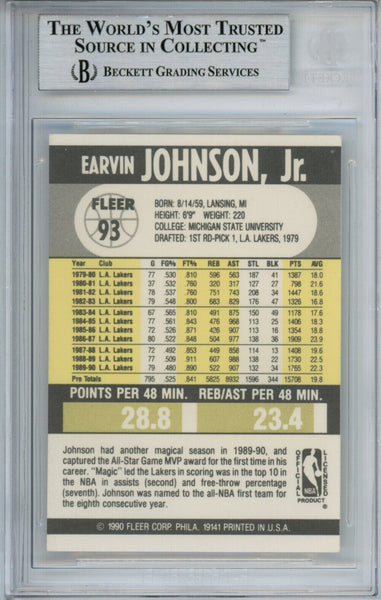 THE WORLD'S MOST TRUSTED
SOURCE IN COLLECTING™
B BECKETT GRADING SERVICES
EARVIN JOHNSON, Jr.
FLEER
93
BORN: 8/14/59, LANSING, MI
HEIGHT: 6'9" WEIGHT: 220
COLLEGE: MICHIGAN STATE UNIVERSITY
DRAFTED: 1ST RD-PICK 1, L.A. LAKERS, 1979
Year Club G FG% FT% REB AST STL BLK PTS AVG
1979-80 L.A. Lakers 77 .530 .810 596 563 187 41 1387 18.0
1980-81 L.A. Lakers 37 .532 .760 320 317 127 27 798 21.6
1981-82 L.A. Lakers 78 .537 .760 751 743 208 34 1447 18.6
1982-83 L.A. Lakers 79 .548 .800 683 829 176 47 1326 16.8
1983-84 L.A. Lakers 67 .565 .810 491 875 150 49 1178 17.6
1984-85 L.A. Lakers 77 .561 .843 476 968 113 25 1406 18.3
1985-86 L.A. Lakers 72 .526 .871 426 907 113 16 1354 18.8
1986-87 L.A. Lakers 80 .522 .848 504 977 138 36 1909 23.9
1987-88 L.A. Lakers 72 .492 .853 449 858 114 13 1408 19.6
1988-89 L.A. Lakers 77 .509 .911 607 988 138 22 1730 22.5
1989-90 L.A. Lakers 79 .480 .890 522 907 132 34 1765 22.3
Pro Totals 795 .525 .841 5825 8932 1596 344 15708 19.8
POINTS PER 48 MIN. REB/AST PER 48 MIN.
28.8 23.4
Johnson had another magical season in 1989-90, and
captured the All-Star Game MVP award for the first time in his
career. "Magic" led the Lakers in scoring was in the top 10 in
the NBA in assists (second) and free-throw percentage
(seventh). Johnson was named to the all-NBA first team for
the eighth consecutive year.
OFFICIAL LICENSED
NBA
PRODUCT
© 1990 FLEER CORP. PHILA. 19141 PRINTED IN U.S.A.